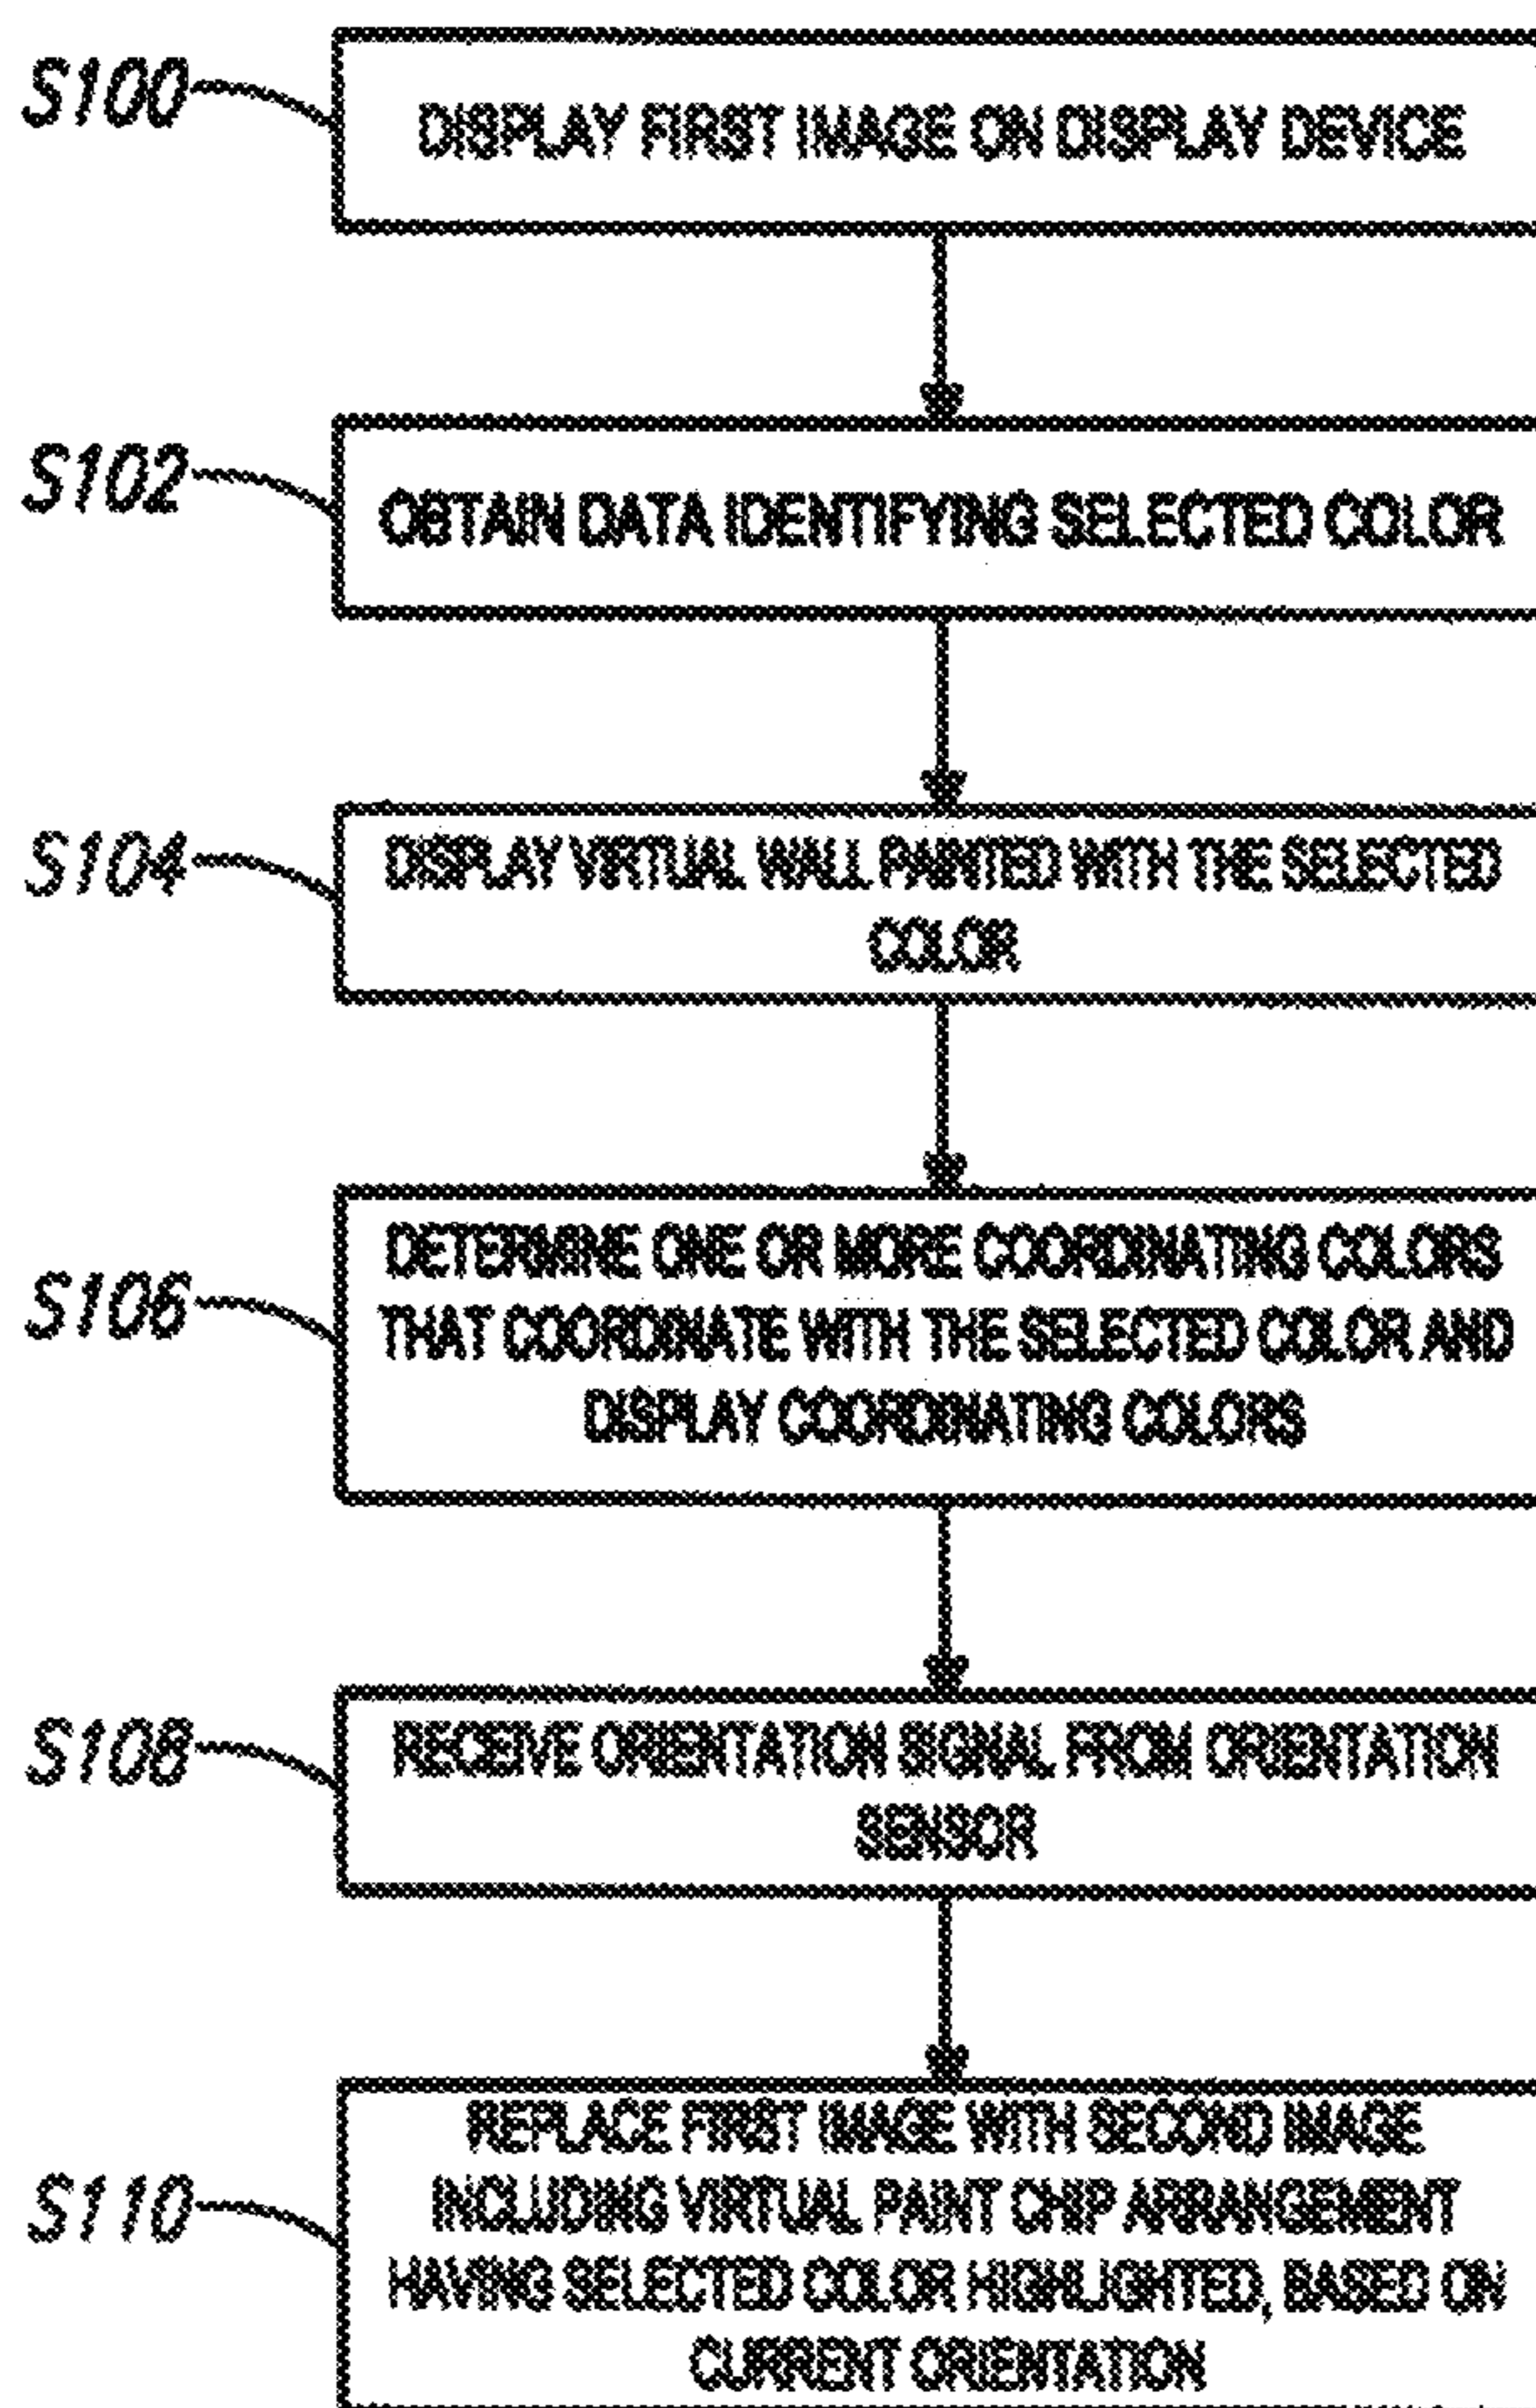 S100
DISPLAY FIRST IMAGE ON DISPLAY DEVICE
S102
OBTAIN DATA IDENTIFYING SELECTED COLOR
S104
DISPLAY VIRTUAL WALL PAINTED WITH THE SELECTED
COLOR
S106
DETERMINE ONE OR MORE COORDINATING COLORS
THAT COORDINATE WITH THE SELECTED COLOR AND
DISPLAY COORDINATING COLORS
S108
RECEIVE ORIENTATION SIGNAL FROM ORIENTATION
SENSOR
S110
REPLACE FIRST IMAGE WITH SECOND IMAGE
INCLUDING VIRTUAL PAINT CHIP ARRANGEMENT
HAVING SELECTED COLOR HIGHLIGHTED, BASED ON
CURRENT ORIENTATION